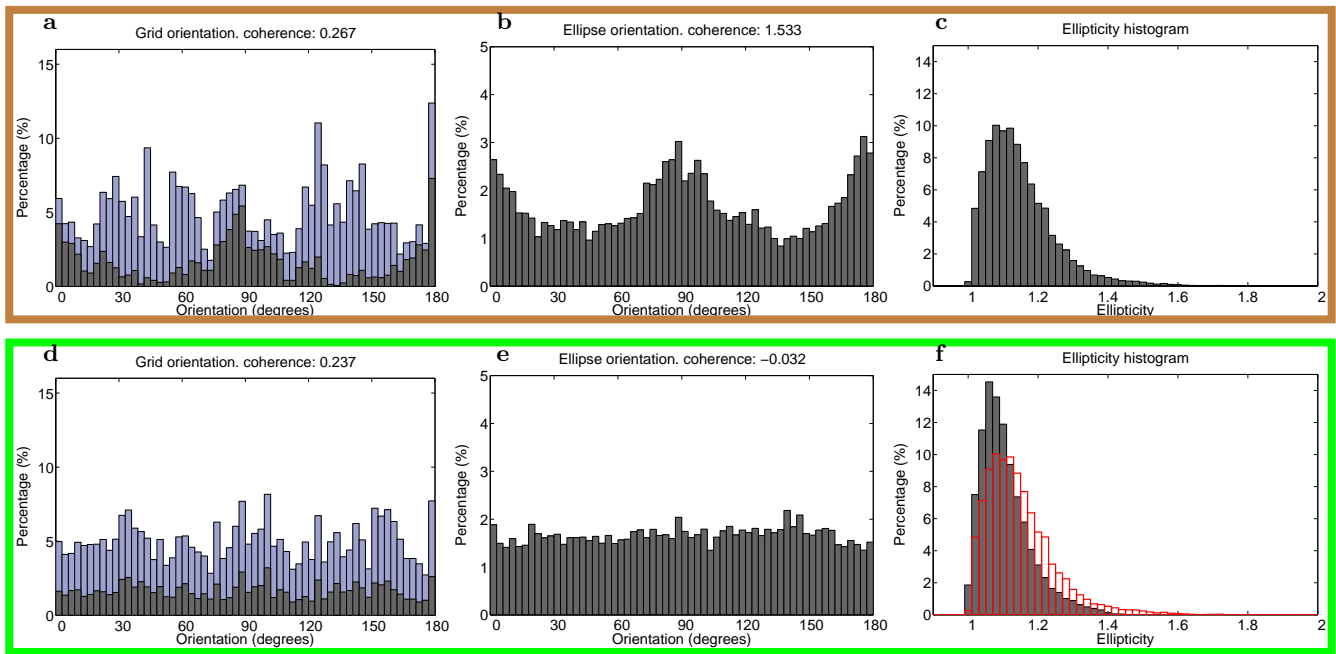 a
Grid orientation. coherence: 0.267
Percentage (%)
15
10
5
0
0 30 60 90 120 150 180
Orientation (degrees)
b
Ellipse orientation. coherence: 1.533
Percentage (%)
5
4
3
2
1
0
0 30 60 90 120 150 180
Orientation (degrees)
c
Ellipticity histogram
Percentage (%)
14
12
10
8
6
4
2
0
1 1.2 1.4 1.6 1.8 2
Ellipticity
d
Grid orientation. coherence: 0.237
Percentage (%)
15
10
5
0
0 30 60 90 120 150 180
Orientation (degrees)
e
Ellipse orientation. coherence: −0.032
Percentage (%)
5
4
3
2
1
0
0 30 60 90 120 150 180
Orientation (degrees)
f
Ellipticity histogram
Percentage (%)
14
12
10
8
6
4
2
0
1 1.2 1.4 1.6 1.8 2
Ellipticity